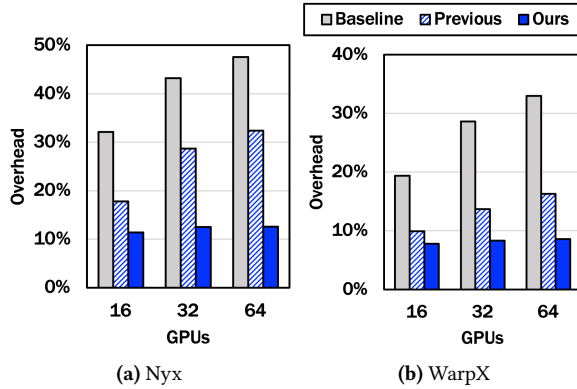 Baseline Previous Ours
50%
40%
30%
20%
10%
0%
Overhead
16 32 64
GPUs
(a) Nyx
40%
30%
20%
10%
0%
Overhead
16 32 64
GPUs
(b) WarpX